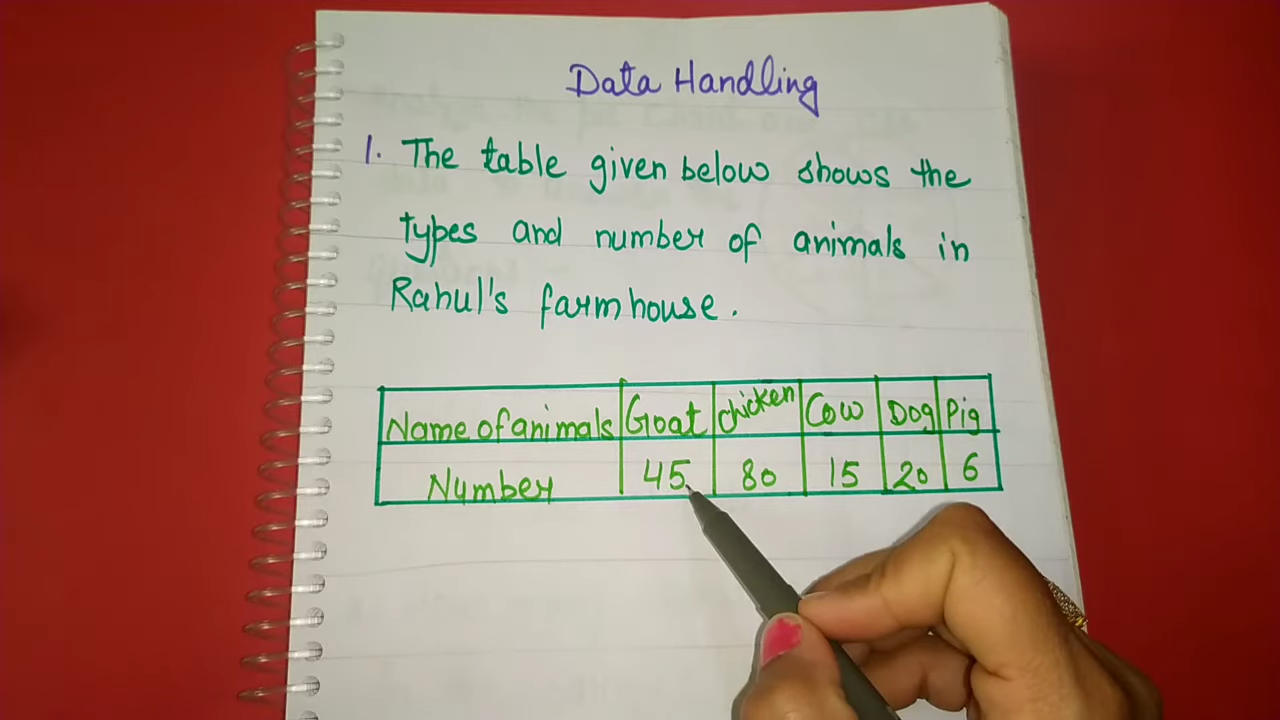 Data Handling
1. The table given below shows the
types and number of animals in
Rahul's farmhouse.
Name of animals Goat chicken Cow Dog Pig
Number 45 80 15 20 6